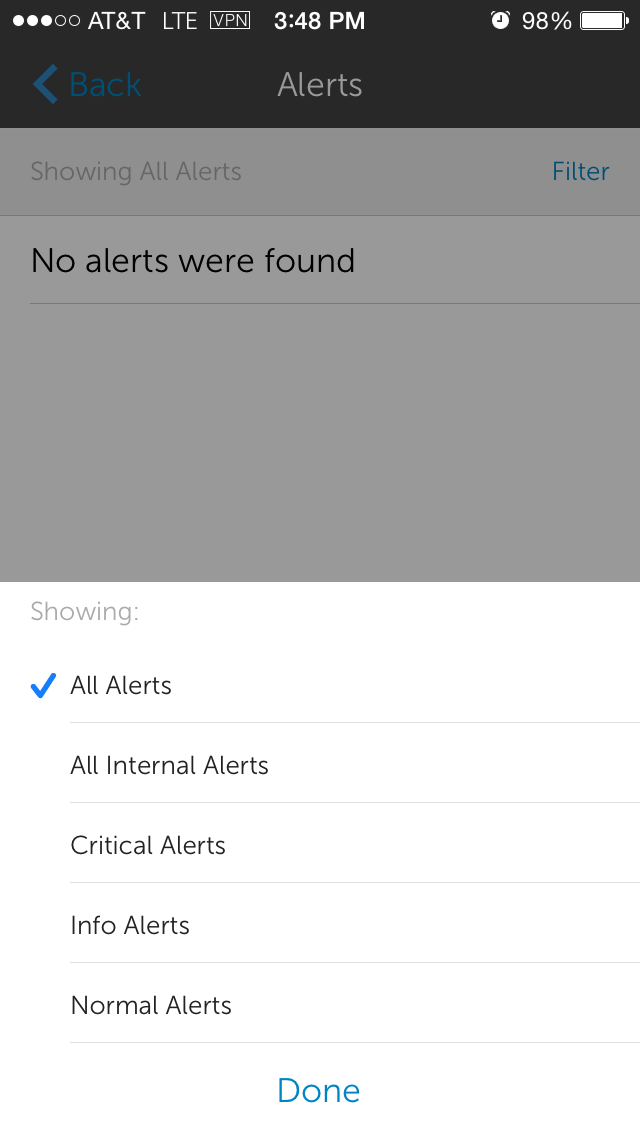 AT&T LTE VPN 3:48 PM 98%
Back Alerts
Showing All Alerts Filter
No alerts were found
Showing:
All Alerts
All Internal Alerts
Critical Alerts
Info Alerts
Normal Alerts
Done